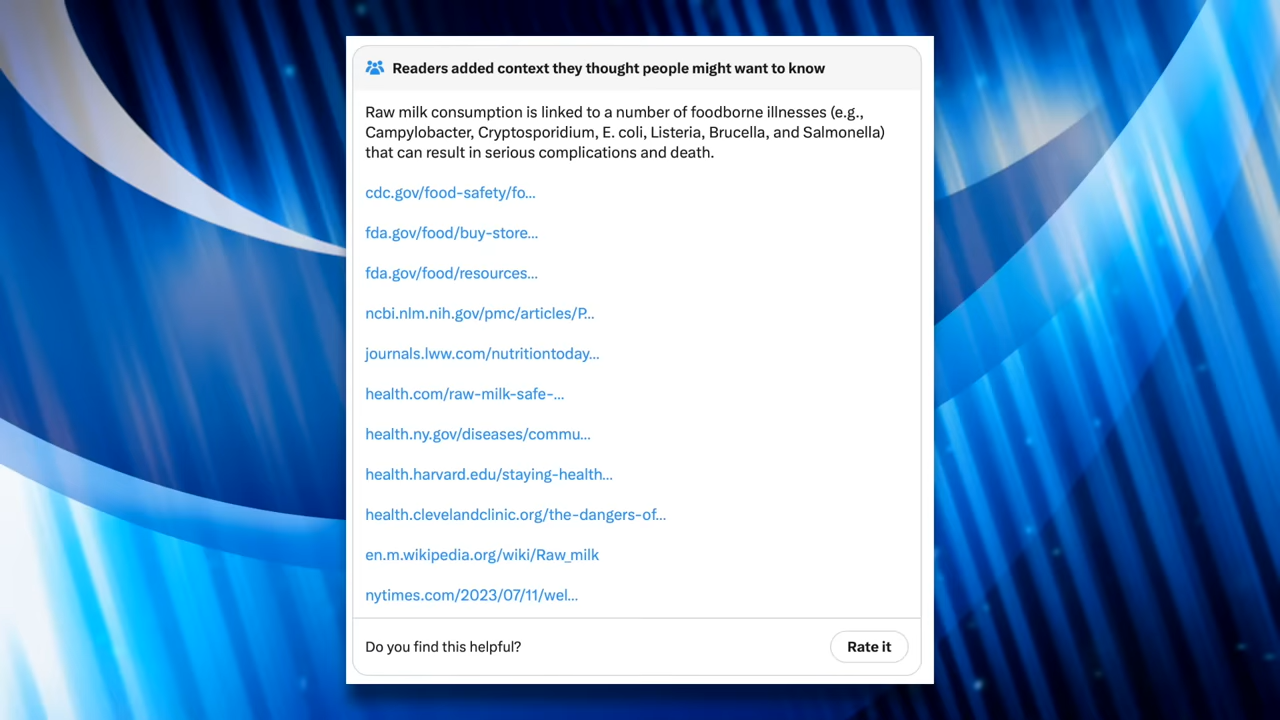 Readers added context they thought people might want to know
Raw milk consumption is linked to a number of foodborne illnesses (e.g.,
Campylobacter, Cryptosporidium, E. coli, Listeria, Brucella, and Salmonella)
that can result in serious complications and death.
cdc.gov/food-safety/fo...
fda.gov/food/buy-store...
fda.gov/food/resources...
ncbi.nlm.nih.gov/pmc/articles/P...
journals.lww.com/nutritiontoday...
health.com/raw-milk-safe-...
health.ny.gov/diseases/commu...
health.harvard.edu/staying-health...
health.clevelandclinic.org/the-dangers-of...
en.m.wikipedia.org/wiki/Raw_milk
nytimes.com/2023/07/11/wel...
Do you find this helpful?
Rate it